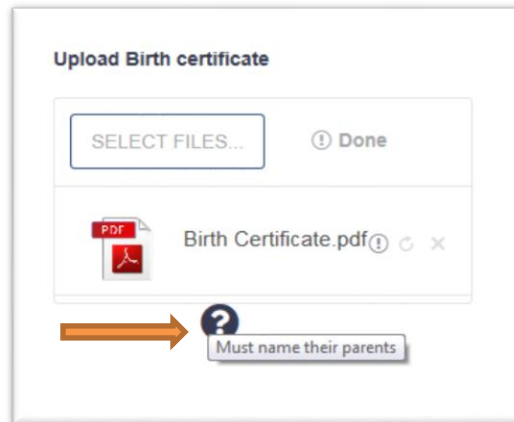 Upload Birth certificate
SELECT FILES...
! Done
PDF
Birth Certificate.pdf !
?
Must name their parents